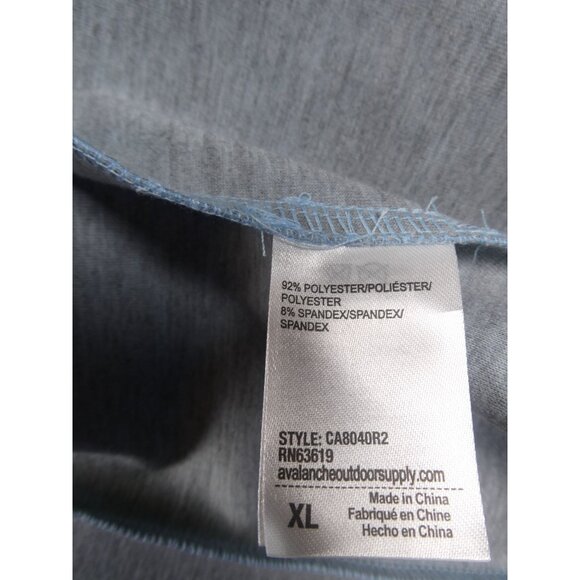 92% POLYESTER/POLIÉSTER/
POLYESTER
8% SPANDEX/SPANDEX/
SPANDEX
STYLE: CA8040R2
RN63619
avalancheoutdoorsupply.com
XL
Made in China
Fabriqué en Chine
Hecho en China